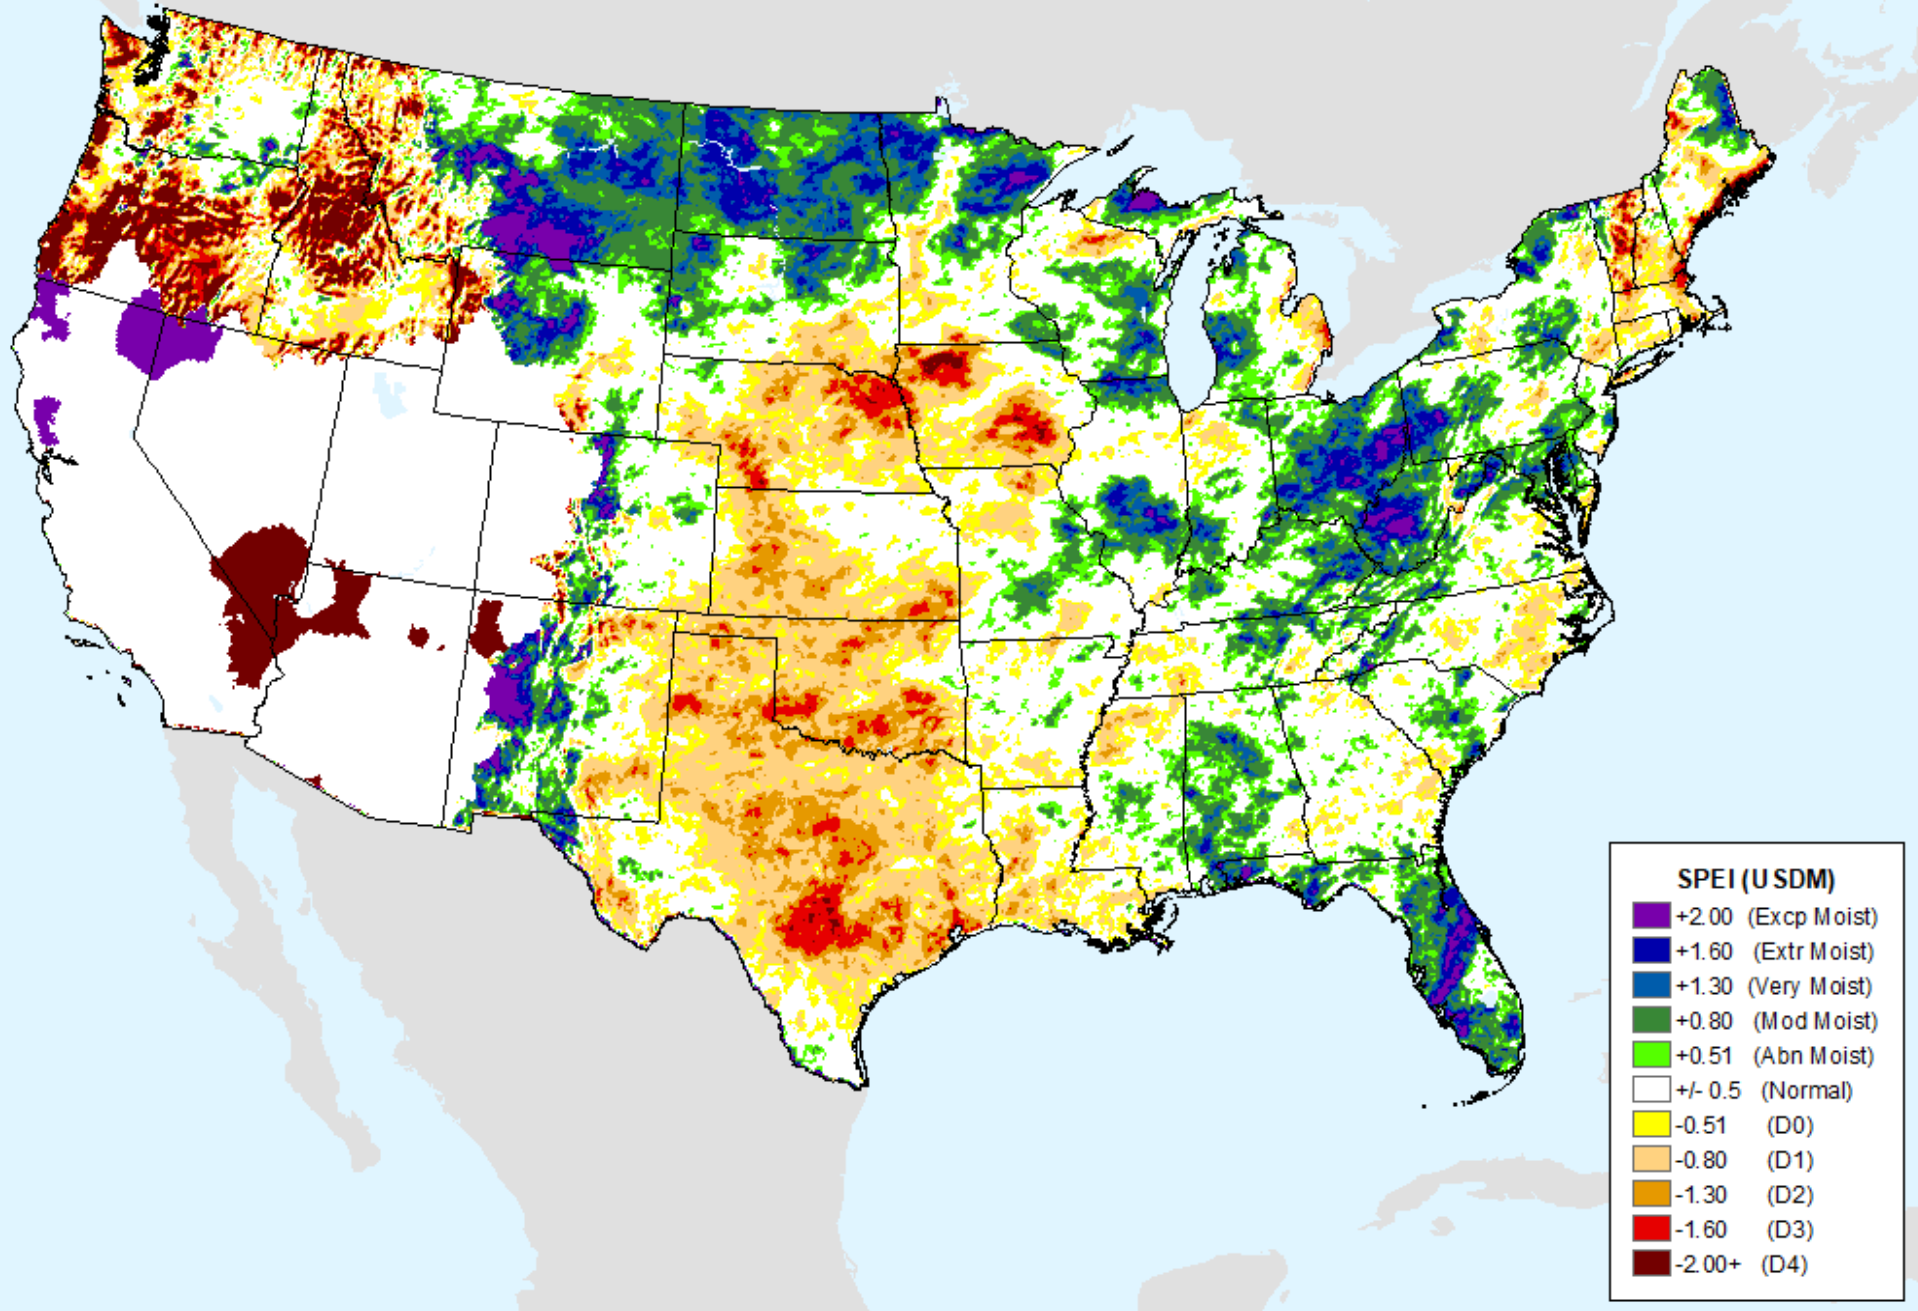 SPEI (USDM)
+2.00 (Excp Moist)
+1.60 (Extr Moist)
+1.30 (Very Moist)
+0.80 (Mod Moist)
+0.51 (Abn Moist)
+/- 0.5 (Normal)
-0.51 (D0)
-0.80 (D1)
-1.30 (D2)
-1.60 (D3)
-2.00+ (D4)